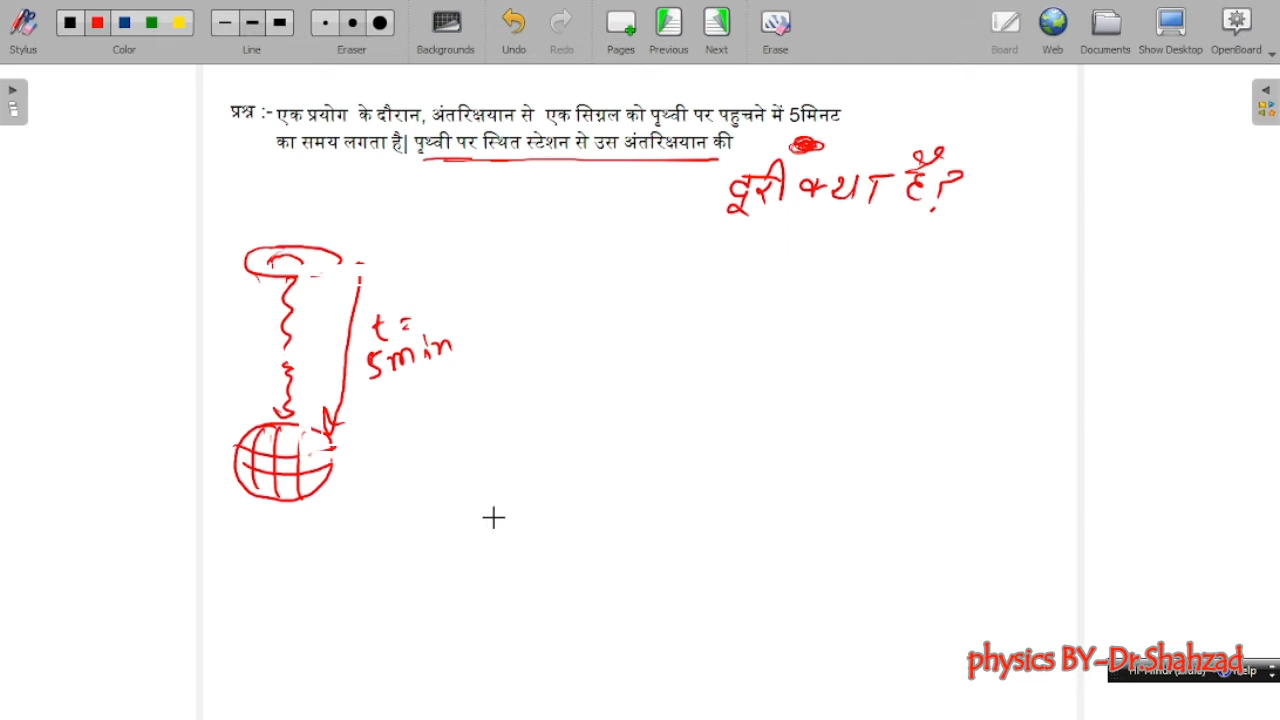 Stylus
Color
Line
Eraser
Backgrounds
Undo
Redo
Pages
Previous
Next
Erase
Board
Web
Documents
Show Desktop
OpenBoard
प्रश्न :- एक प्रयोग के दौरान, अंतरिक्षयान से एक सिग्नल को पृथ्वी पर पहुचने में 5मिनट
का समय लगता है| पृथ्वी पर स्थित स्टेशन से उस अंतरिक्षयान की
दूरी क्या है?
t =
5min
physics BY-Dr.Shahzad
Help